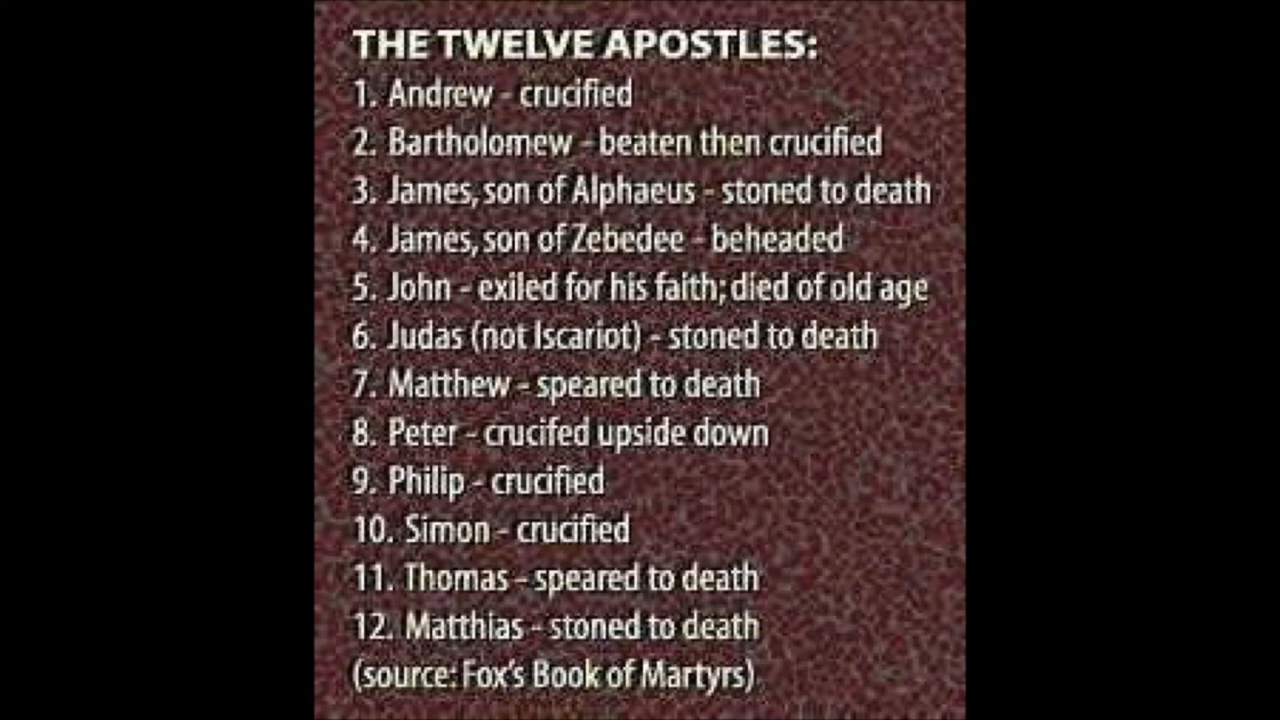 THE TWELVE APOSTLES:
1. Andrew - crucified
2. Bartholomew - beaten then crucified
3. James, son of Alphaeus - stoned to death
4. James, son of Zebedee - beheaded
5. John - exiled for his faith; died of old age
6. Judas (not Iscariot) - stoned to death
7. Matthew - speared to death
8. Peter - crucifed upside down
9. Philip - crucified
10. Simon - crucified
11. Thomas - speared to death
12. Matthias - stoned to death
(source: Fox's Book of Martyrs)